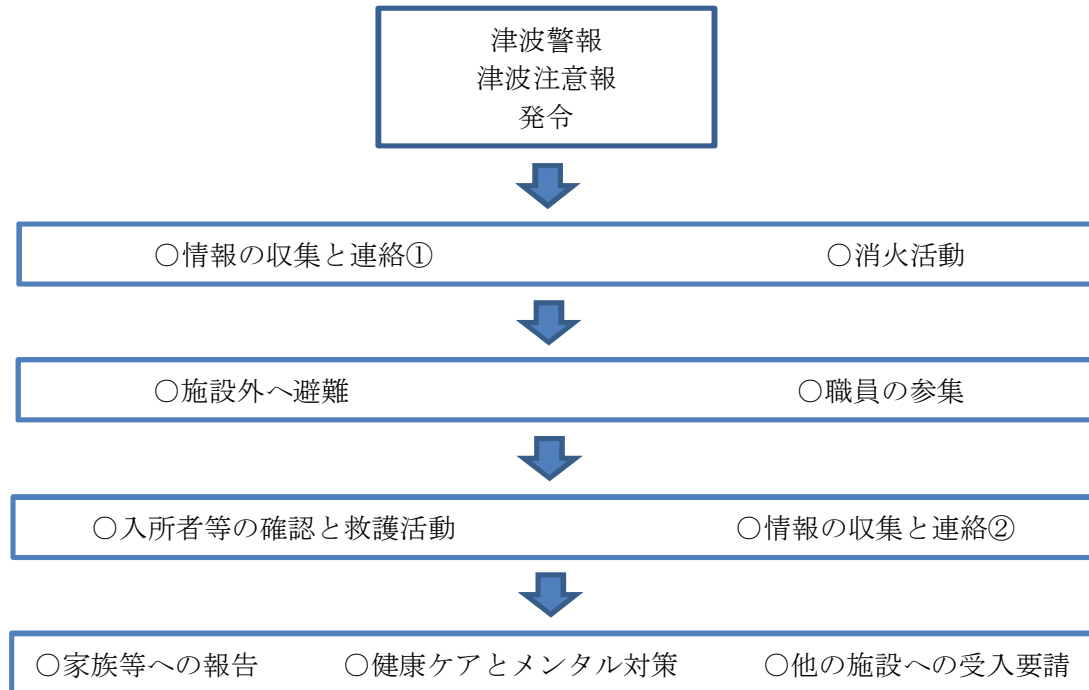 津波警報
津波注意報
発令
○情報の収集と連絡① ○消火活動
○施設外へ避難 ○職員の参集
○入所者等の確認と救護活動 ○情報の収集と連絡②
○家族等への報告 ○健康ケアとメンタル対策 ○他の施設への受入要請